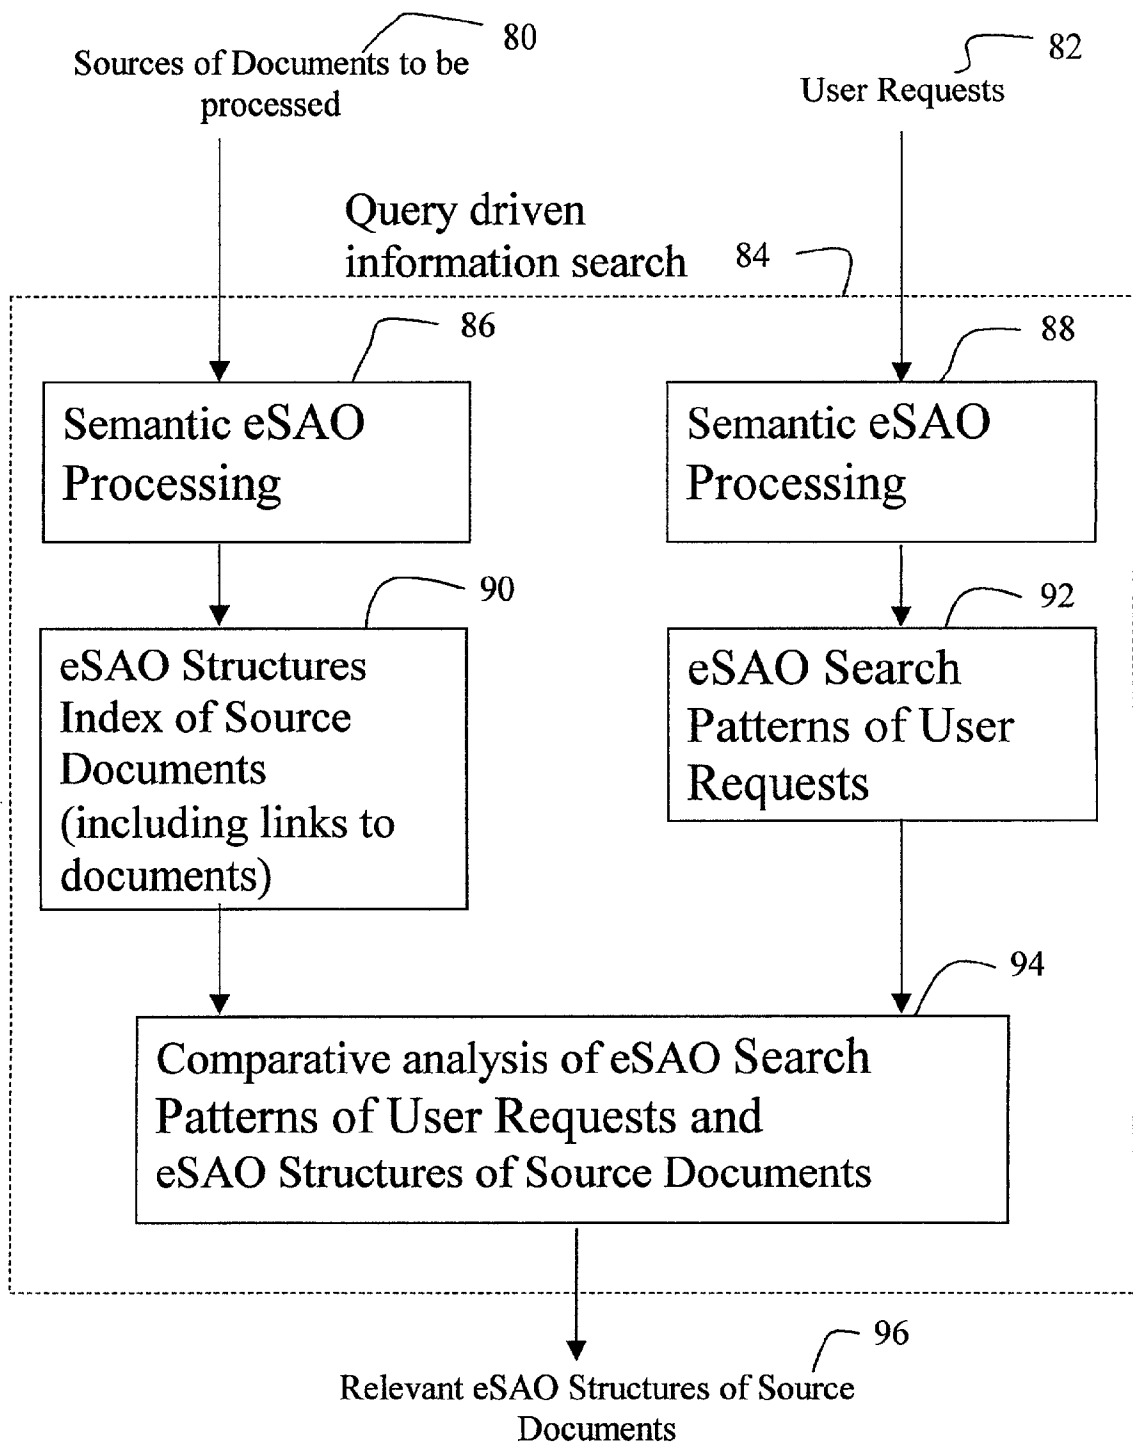 80
Sources of Documents to be
processed
82
User Requests
Query driven
information search
84
86
Semantic eSAO
Processing
88
Semantic eSAO
Processing
90
eSAO Structures
Index of Source
Documents
(including links to
documents)
92
eSAO Search
Patterns of User
Requests
94
Comparative analysis of eSAO Search
Patterns of User Requests and
eSAO Structures of Source Documents
96
Relevant eSAO Structures of Source
Documents